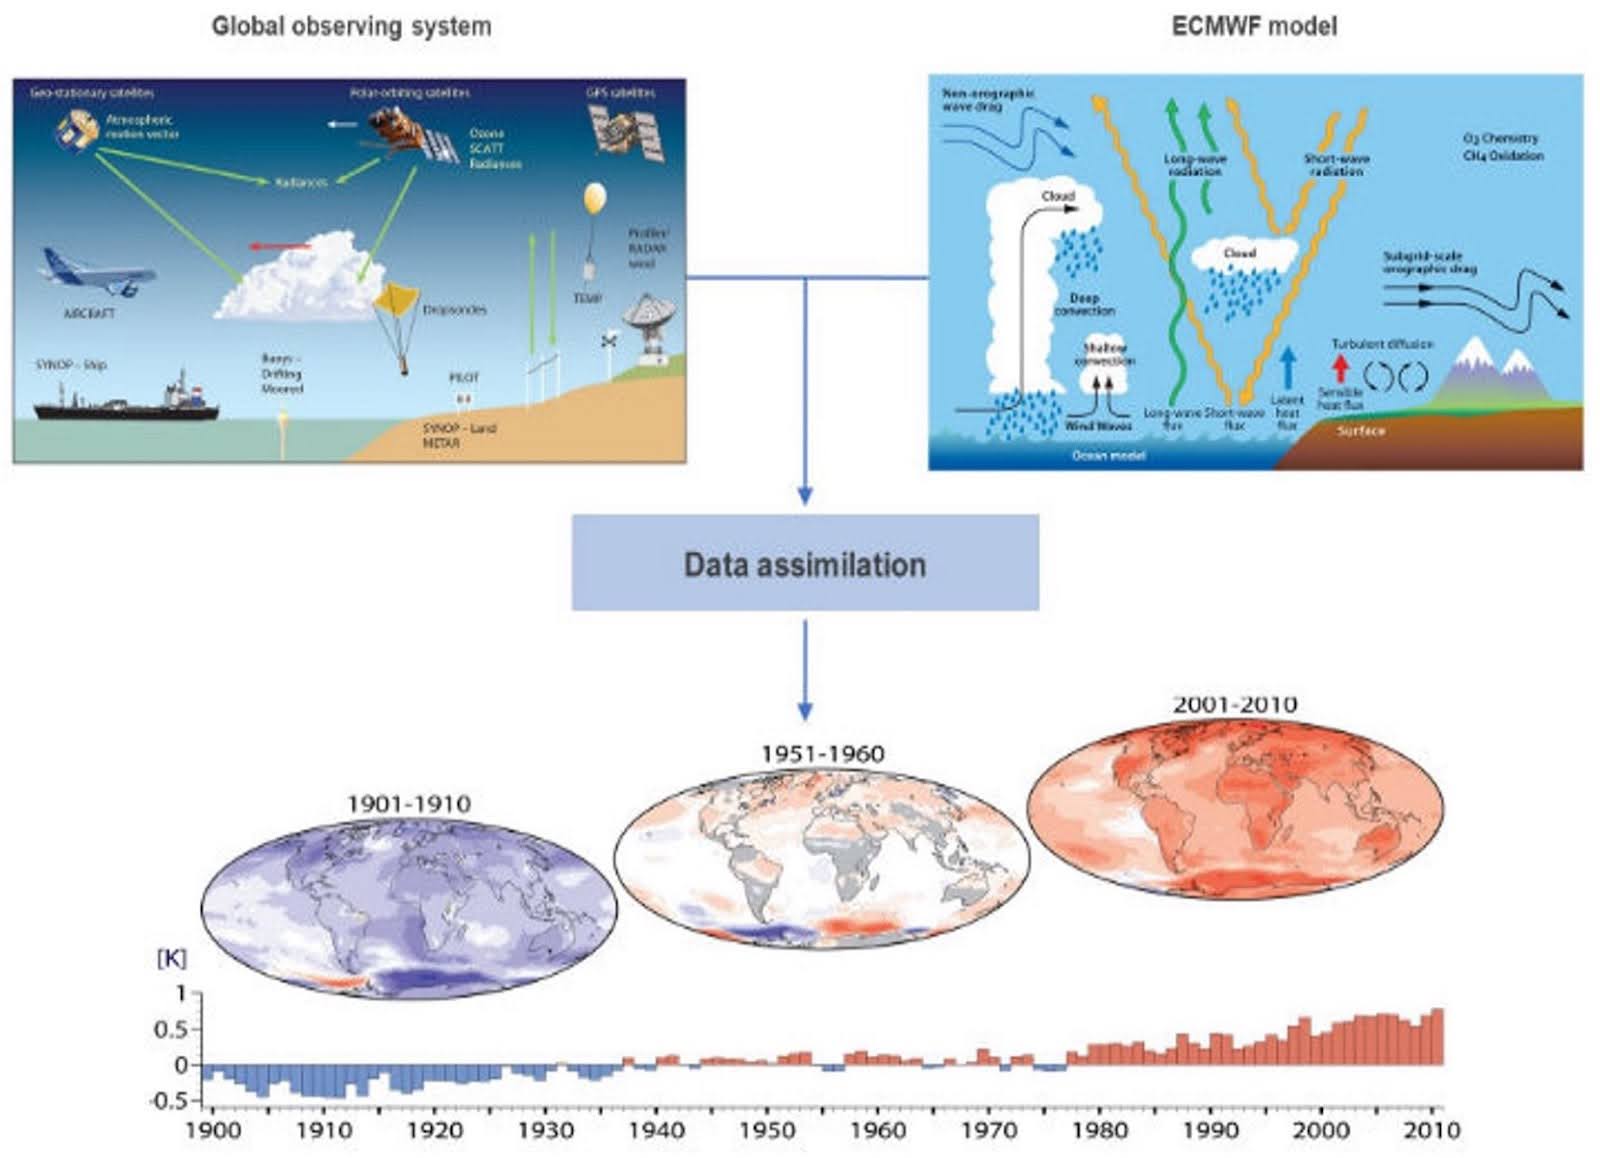 Global observing system
ECMWF model
Geo-stationary satellites
Polar-orbiting satellites
GPS satellites
Atmospheric
motion vector
Ozone
SCATT
Radiances
Radiances
Profiler/
RADAR
wind
TEMP
AIRCRAFT
Dropsondes
SYNOP - Ship
Buoys -
Drifting
Moored
PILOT
SYNOP - Land
METAR
Non-orographic
wave drag
Long-wave
radiation
Short-wave
radiation
O3 Chemistry
CH4 Oxidation
Cloud
Cloud
Subgrid-scale
orographic drag
Deep
convection
Shallow
convection
Turbulent diffusion
Latent
heat
flux
Sensible
heat flux
Long-wave
flux
Short-wave
flux
Wind Waves
Surface
Ocean model
Data assimilation
1901-1910
1951-1960
2001-2010
[K]
1
0.5
0
-0.5
1900 1910 1920 1930 1940 1950 1960 1970 1980 1990 2000 2010